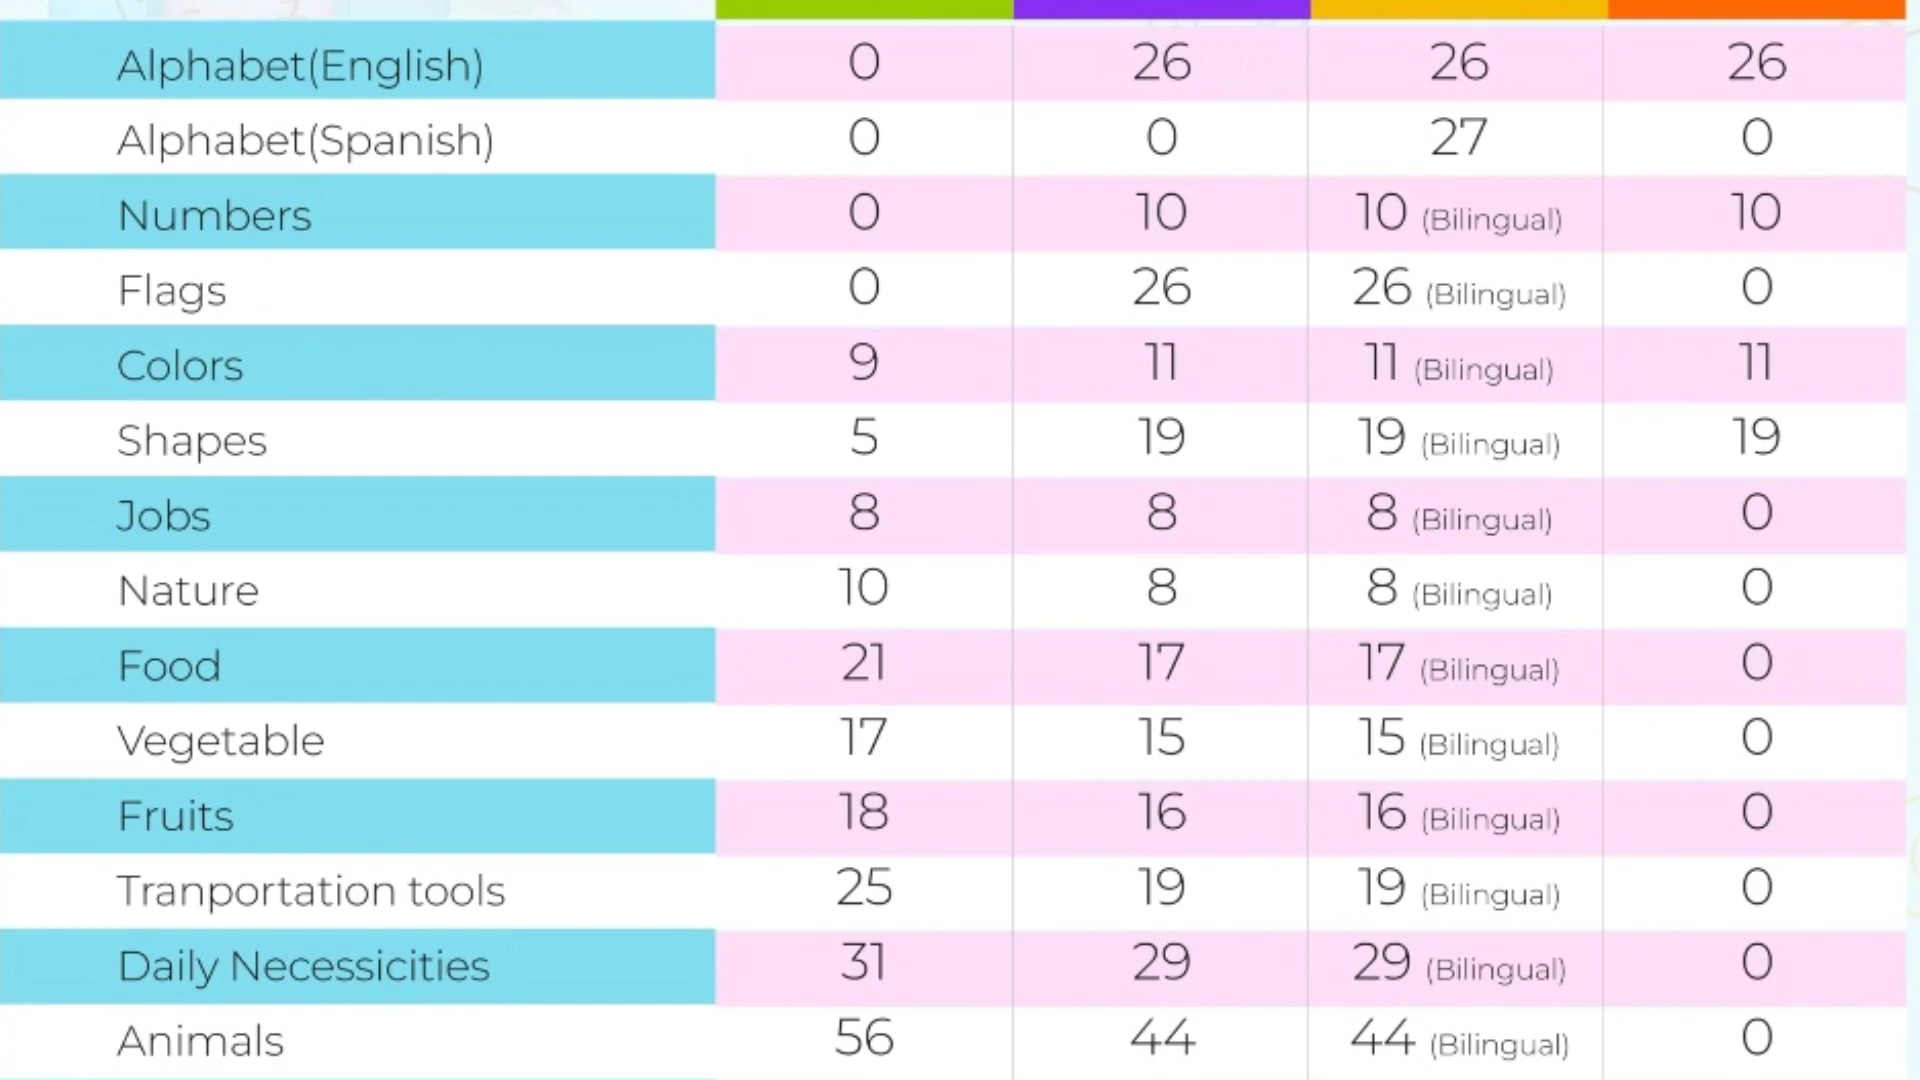 Alphabet(English) 0 26 26 26
Alphabet(Spanish) 0 0 27 0
Numbers 0 10 10 (Bilingual) 10
Flags 0 26 26 (Bilingual) 0
Colors 9 11 11 (Bilingual) 11
Shapes 5 19 19 (Bilingual) 19
Jobs 8 8 8 (Bilingual) 0
Nature 10 8 8 (Bilingual) 0
Food 21 17 17 (Bilingual) 0
Vegetable 17 15 15 (Bilingual) 0
Fruits 18 16 16 (Bilingual) 0
Tranportation tools 25 19 19 (Bilingual) 0
Daily Necessicities 31 29 29 (Bilingual) 0
Animals 56 44 44 (Bilingual) 0